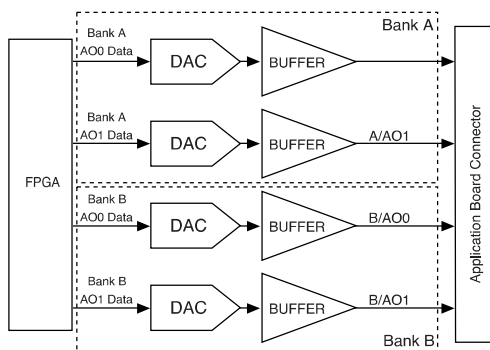 Bank A
Bank A
AO0 Data
DAC
BUFFER
Bank A
AO1 Data
DAC
BUFFER
A/AO1
FPGA
Application Board Connector
Bank B
AO0 Data
DAC
BUFFER
B/AO0
Bank B
AO1 Data
DAC
BUFFER
B/AO1
Bank B